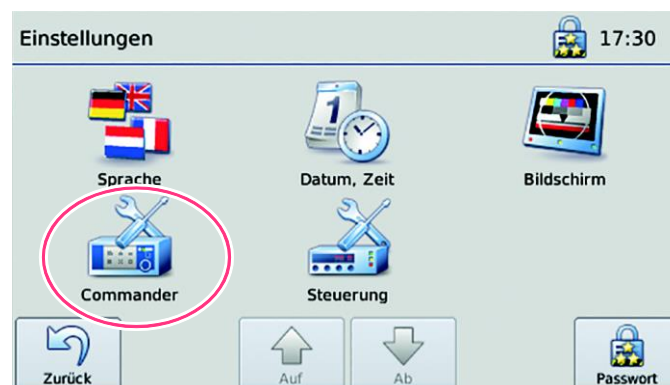 Einstellungen
17:30
Sprache
Datum, Zeit
Bildschirm
Commander
Steuerung
Zurück
Auf
Ab
Passwort